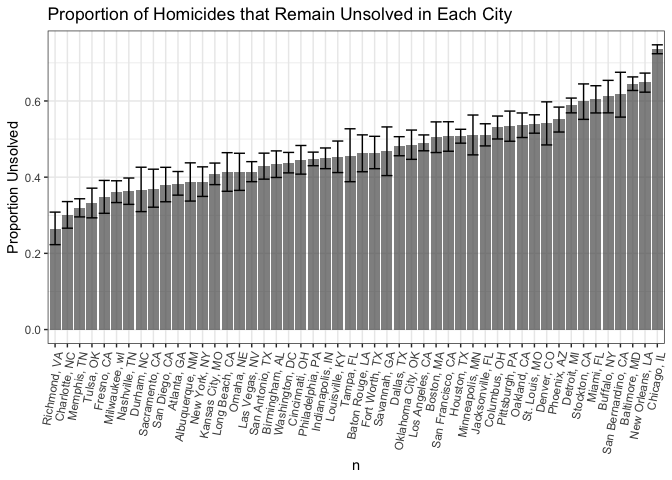 Proportion of Homicides that Remain Unsolved in Each City
Proportion Unsolved
0.6
0.4
0.2
0.0
Richmond, VA
Charlotte, NC
Memphis, TN
Tulsa, OK
Fresno, CA
Milwaukee, wI
Nashville, TN
Durham, NC
Sacramento, CA
San Diego, CA
Atlanta, GA
Albuquerque, NM
New York, NY
Kansas City, MO
Long Beach, CA
Omaha, NE
Las Vegas, NV
San Antonio, TX
Birmingham, AL
Washington, DC
Cincinnati, OH
Philadelphia, PA
Indianapolis, IN
Louisville, KY
Tampa, FL
Baton Rouge, LA
Fort Worth, TX
Savannah, GA
Dallas, TX
Oklahoma City, OK
Los Angeles, CA
Boston, MA
San Francisco, CA
Houston, TX
Minneapolis, MN
Jacksonville, FL
Columbus, OH
Pittsburgh, PA
Oakland, CA
St. Louis, MO
Denver, CO
Phoenix, AZ
Detroit, MI
Stockton, CA
Miami, FL
Buffalo, NY
San Bernardino, CA
Baltimore, MD
New Orleans, LA
Chicago, IL
n